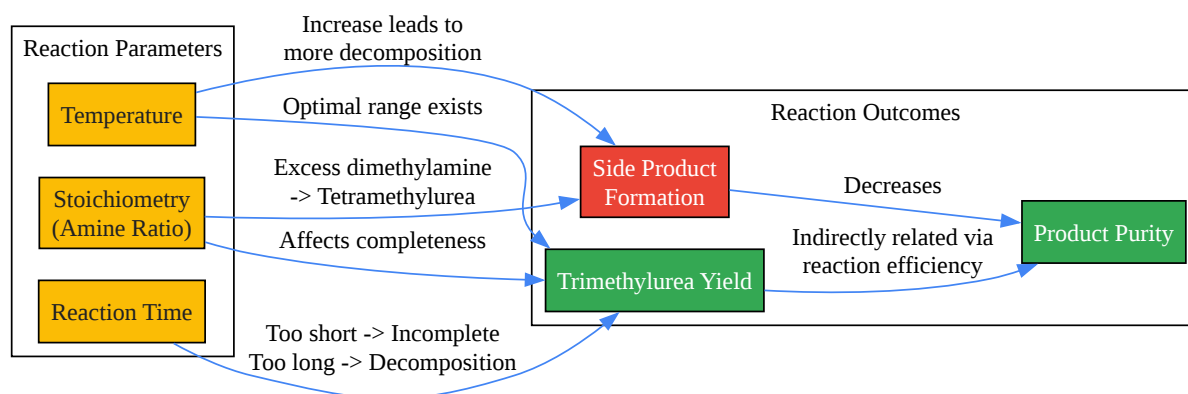 Reaction Parameters
Temperature
Stoichiometry
(Amine Ratio)
Reaction Time
Increase leads to
more decomposition
Optimal range exists
Excess dimethylamine
-> Tetramethylurea
Affects completeness
Too short -> Incomplete
Too long -> Decomposition
Reaction Outcomes
Side Product
Formation
Trimethylurea Yield
Decreases
Indirectly related via
reaction efficiency
Product Purity